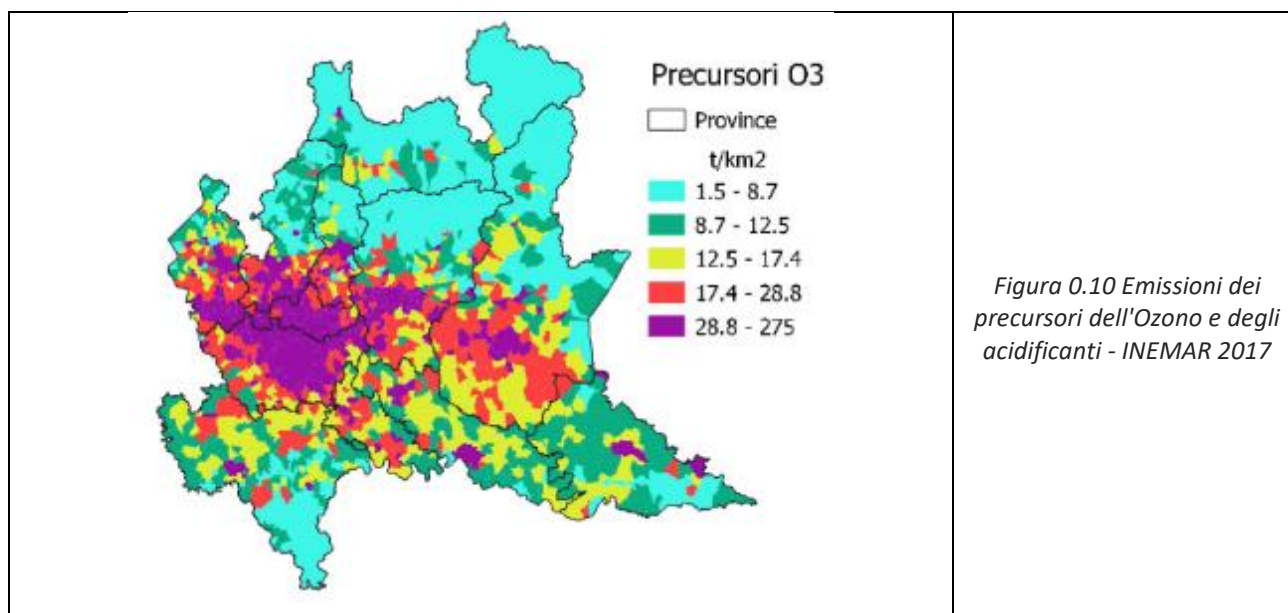 Precursori O3
Province
t/km2
1.5 - 8.7
8.7 - 12.5
12.5 - 17.4
17.4 - 28.8
28.8 - 275
Figura 0.10 Emissioni dei
precursori dell'Ozono e degli
acidificanti - INEMAR 2017